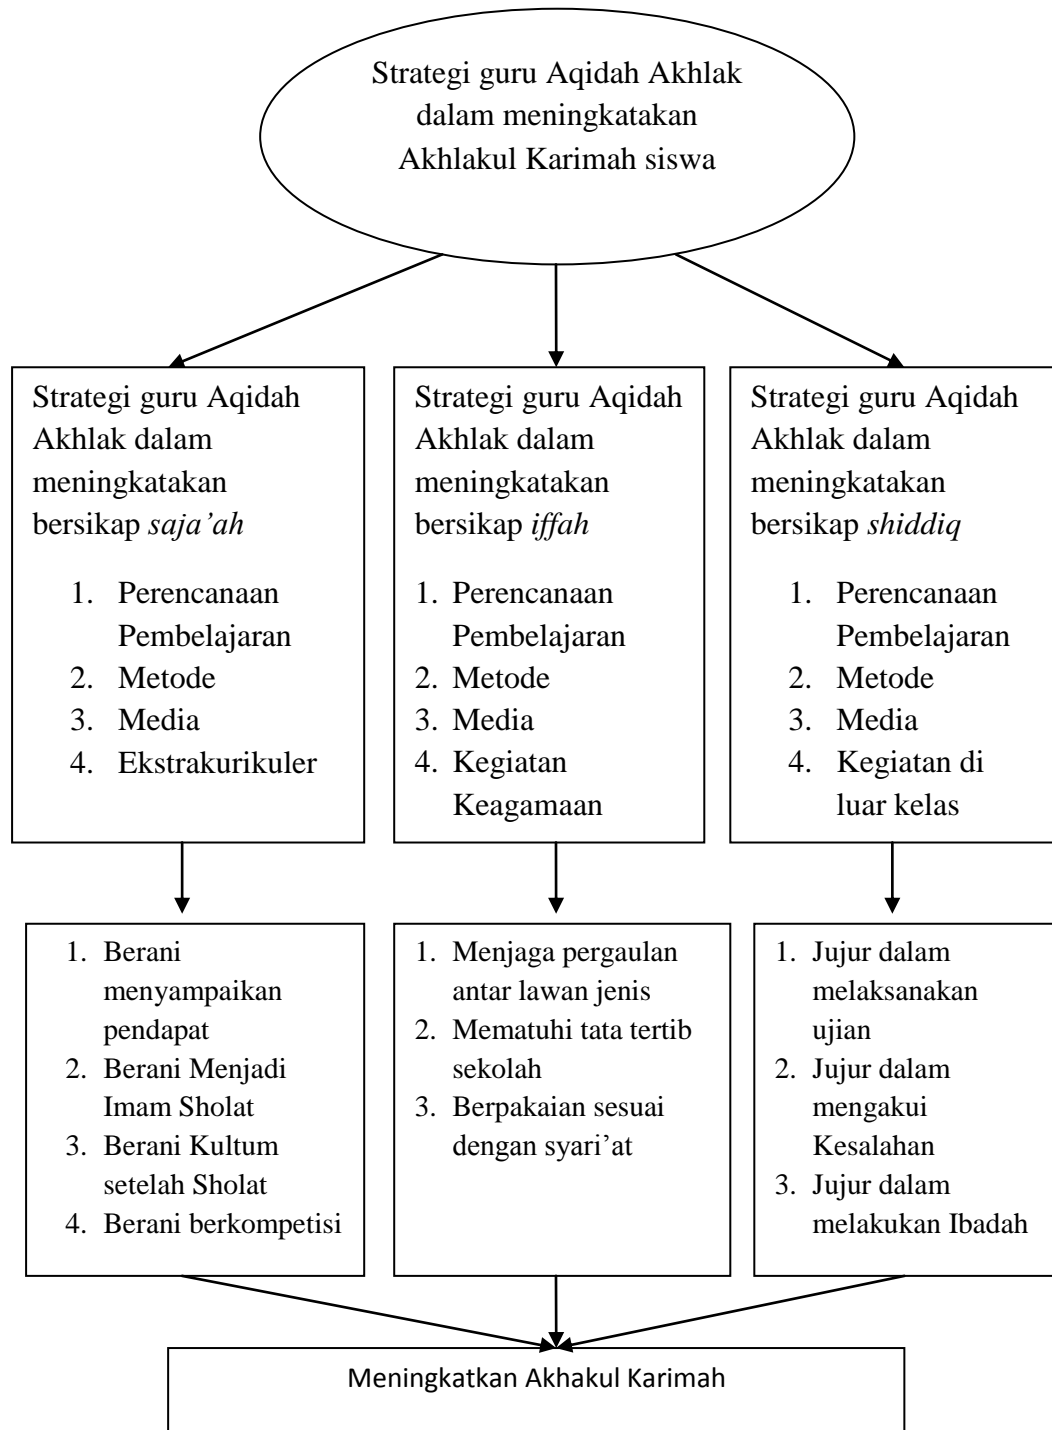 Strategi guru Aqidah Akhlak
dalam meningkatakan
Akhlakul Karimah siswa
Strategi guru Aqidah
Akhlak dalam
meningkatakan
bersikap saja’ah
1. Perencanaan
Pembelajaran
2. Metode
3. Media
4. Ekstrakurikuler
Strategi guru Aqidah
Akhlak dalam
meningkatakan
bersikap iffah
1. Perencanaan
Pembelajaran
2. Metode
3. Media
4. Kegiatan
Keagamaan
Strategi guru Aqidah
Akhlak dalam
meningkatakan
bersikap shiddiq
1. Perencanaan
Pembelajaran
2. Metode
3. Media
4. Kegiatan di
luar kelas
1. Berani
menyampaikan
pendapat
2. Berani Menjadi
Imam Sholat
3. Berani Kultum
setelah Sholat
4. Berani berkompetisi
1. Menjaga pergaulan
antar lawan jenis
2. Mematuhi tata tertib
sekolah
3. Berpakaian sesuai
dengan syari’at
1. Jujur dalam
melaksanakan
ujian
2. Jujur dalam
mengakui
Kesalahan
3. Jujur dalam
melakukan Ibadah
Meningkatkan Akhakul Karimah